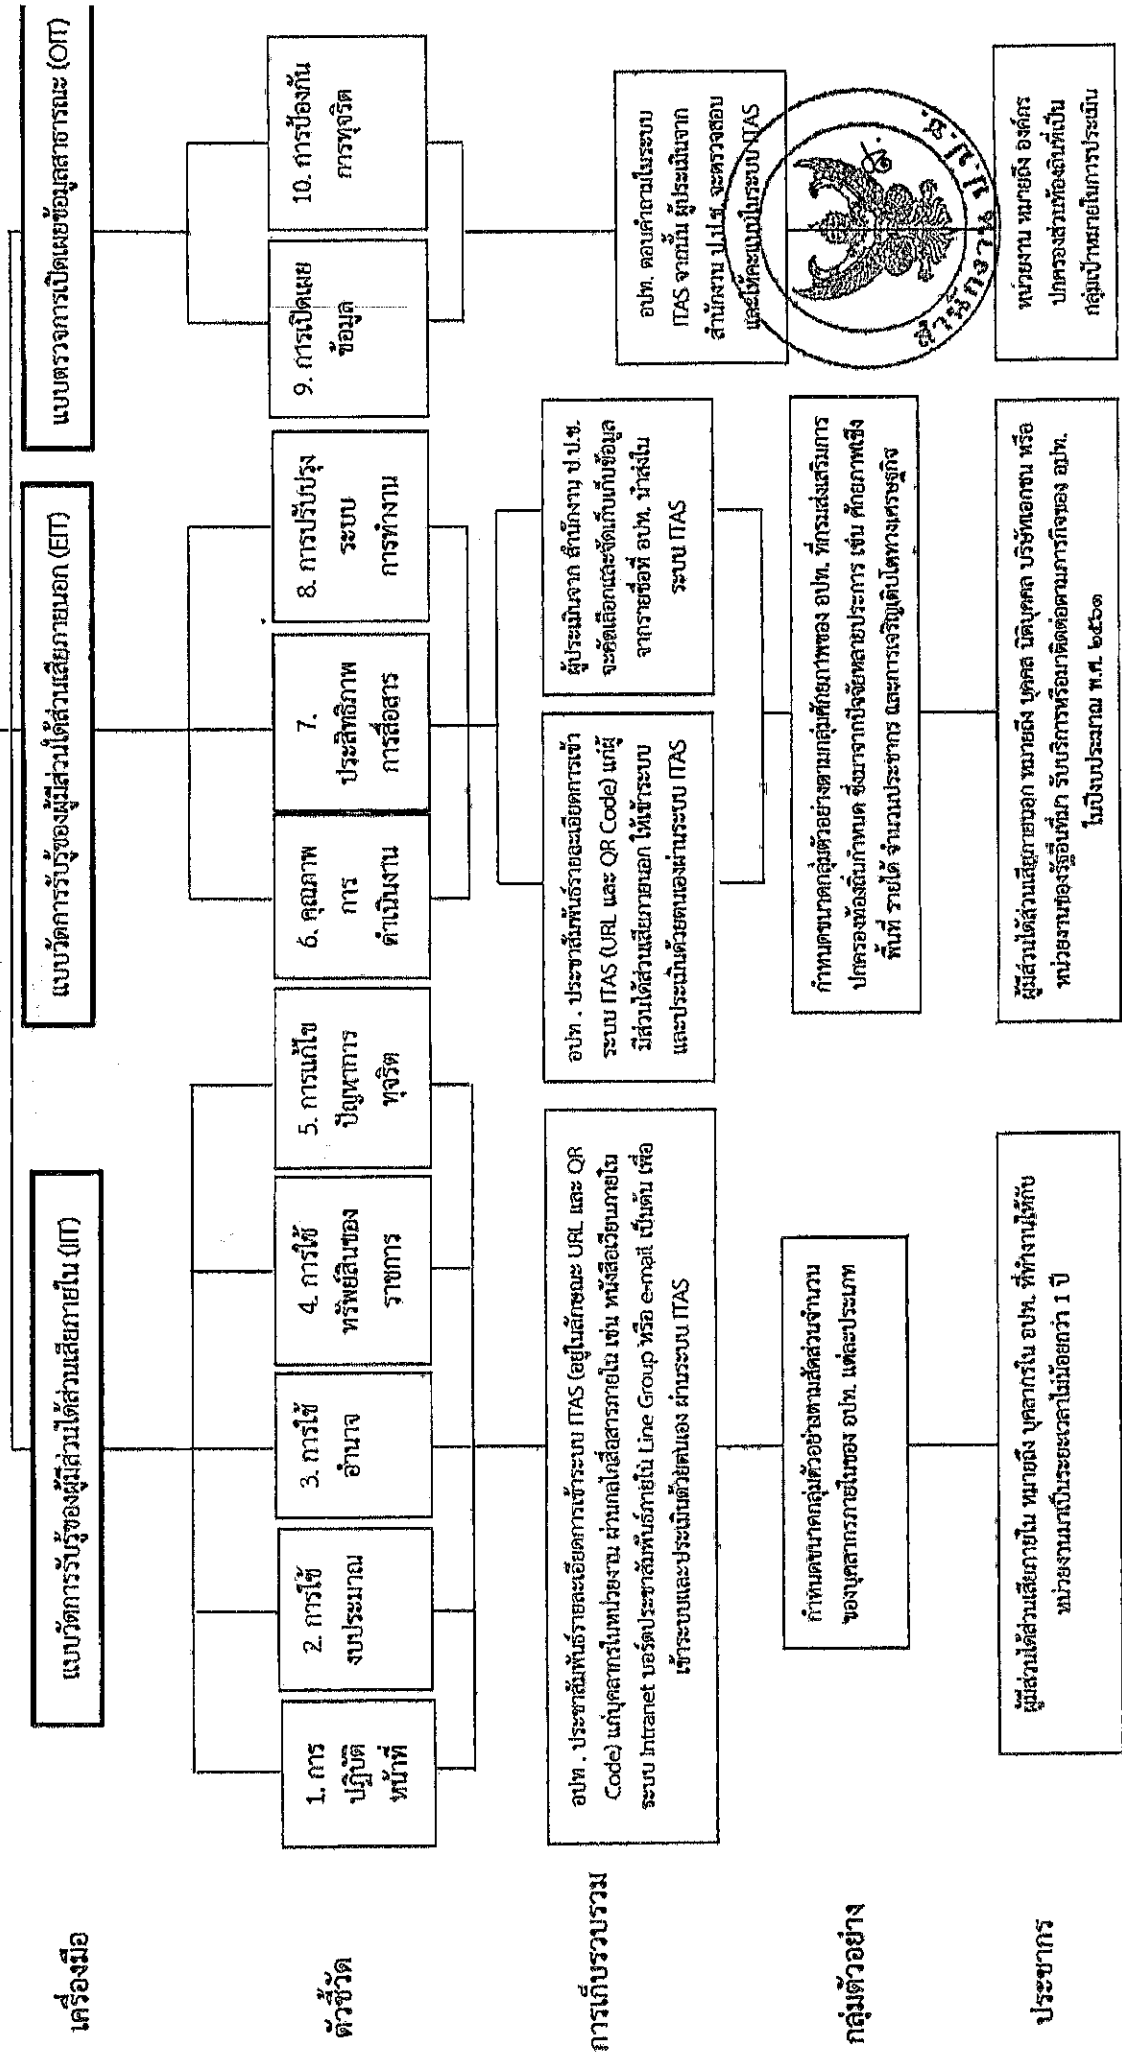 เครื่องมือ
แบบวัดการรับรู้ของผู้มีส่วนได้ส่วนเสียภายใน (IIT)
แบบวัดการรับรู้ของผู้มีส่วนได้ส่วนเสียภายนอก (EIT)
แบบตรวจการเปิดเผยข้อมูลสาธารณะ (OIT)
ตัวชี้วัด
1. การ
ปฏิบัติ
หน้าที่
2. การใช้
งบประมาณ
3. การใช้
อำนาจ
4. การใช้
ทรัพย์สินของ
ราชการ
5. การแก้ไข
ปัญหาการ
ทุจริต
6. คุณภาพ
การ
ดำเนินงาน
7.
ประสิทธิภาพ
การสื่อสาร
8. การปรับปรุง
ระบบ
การทำงาน
9. การเปิดเผย
ข้อมูล
10. การป้องกัน
การทุจริต
การเก็บรวบรวม
อปท. ประชาสัมพันธ์รายละเอียดการเข้าระบบ ITAS (อยู่ในลักษณะ URL และ QR
Code) แก่บุคลากรในหน่วยงาน ผ่านกลไกสื่อสารภายใน เช่น หนังสือเวียนภายใน
ระบบ Intranet บอร์ดประชาสัมพันธ์ภายใน Line Group หรือ e-mail เป็นต้น เพื่อ
เข้าระบบและประเมินด้วยตนเอง ผ่านระบบ ITAS
อปท. ประชาสัมพันธ์รายละเอียดการเข้า
ระบบ ITAS (URL และ QR Code) แก่ผู้
มีส่วนได้ส่วนเสียภายนอก ให้เข้าระบบ
และประเมินด้วยตนเองผ่านระบบ ITAS
ผู้ประเมินจาก สำนักงาน ป.ป.ช.
จะคัดเลือกและจัดเก็บเก็บข้อมูล
จากรายชื่อที่ อปท. นำส่งใน
ระบบ ITAS
อปท. ตอบคำถามในระบบ
ITAS จากนั้น ผู้ประเมินจาก
สำนักงาน ป.ป.ช. จะตรวจสอบ
และให้คะแนนในระบบ ITAS
กลุ่มตัวอย่าง
กำหนดขนาดกลุ่มตัวอย่างตามสัดส่วนจำนวน
ของบุคลากรภายในของ อปท. แต่ละประเภท
กำหนดขนาดกลุ่มตัวอย่างตามกลุ่มศักยภาพของ อปท. ที่กรมส่งเสริมการ
ปกครองท้องถิ่นกำหนด ซึ่งมาจากปัจจัยหลายประการ เช่น ศักยภาพเชิง
พื้นที่ รายได้ จำนวนประชากร และการเจริญเติบโตทางเศรษฐกิจ
สำนักงาน ป.ป.ช.
ประชากร
ผู้มีส่วนได้ส่วนเสียภายใน หมายถึง บุคลากรใน อปท. ที่ทำงานให้กับ
หน่วยงานมาเป็นระยะเวลาไม่น้อยกว่า 1 ปี
ผู้มีส่วนได้ส่วนเสียภายนอก หมายถึง บุคคล นิติบุคคล บริษัทเอกชน หรือ
หน่วยงานของรัฐอื่นที่มา รับบริการหรือมาติดต่อตามภารกิจของ อปท.
ในปีงบประมาณ พ.ศ. ๒๕๖๑
หน่วยงาน หมายถึง องค์กร
ปกครองส่วนท้องถิ่นที่เป็น
กลุ่มเป้าหมายในการประเมิน